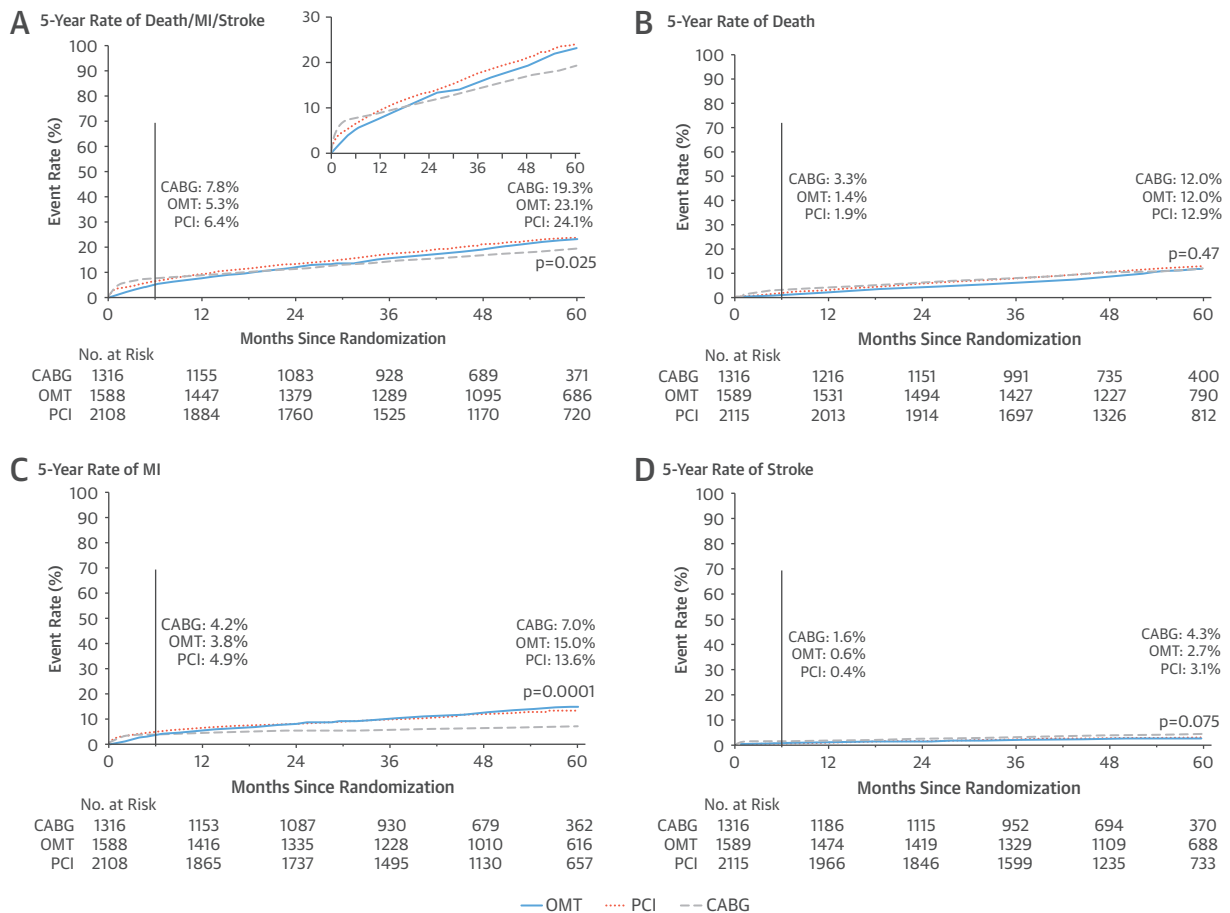 A 5-Year Rate of Death/MI/Stroke
Event Rate (%)
100
90
80
70
60
50
40
30
20
10
0
30
20
10
0
0 6 12 24 36 48 60
CABG: 7.8%
OMT: 5.3%
PCI: 6.4%
CABG: 19.3%
OMT: 23.1%
PCI: 24.1%
p=0.025
0 12 24 36 48 60
Months Since Randomization
No. at Risk
CABG 1316 1155 1083 928 689 371
OMT 1588 1447 1379 1289 1095 686
PCI 2108 1884 1760 1525 1170 720
B 5-Year Rate of Death
Event Rate (%)
100
90
80
70
60
50
40
30
20
10
0
CABG: 3.3%
OMT: 1.4%
PCI: 1.9%
CABG: 12.0%
OMT: 12.0%
PCI: 12.9%
p=0.47
0 12 24 36 48 60
Months Since Randomization
No. at Risk
CABG 1316 1216 1151 991 735 400
OMT 1589 1531 1494 1427 1227 790
PCI 2115 2013 1914 1697 1326 812
C 5-Year Rate of MI
Event Rate (%)
100
90
80
70
60
50
40
30
20
10
0
CABG: 4.2%
OMT: 3.8%
PCI: 4.9%
CABG: 7.0%
OMT: 15.0%
PCI: 13.6%
p=0.0001
0 12 24 36 48 60
Months Since Randomization
No. at Risk
CABG 1316 1153 1087 930 679 362
OMT 1588 1416 1335 1228 1010 616
PCI 2108 1865 1737 1495 1130 657
D 5-Year Rate of Stroke
Event Rate (%)
100
90
80
70
60
50
40
30
20
10
0
CABG: 1.6%
OMT: 0.6%
PCI: 0.4%
CABG: 4.3%
OMT: 2.7%
PCI: 3.1%
p=0.075
0 12 24 36 48 60
Months Since Randomization
No. at Risk
CABG 1316 1186 1115 952 694 370
OMT 1589 1474 1419 1329 1109 688
PCI 2115 1966 1846 1599 1235 733
OMT PCI CABG